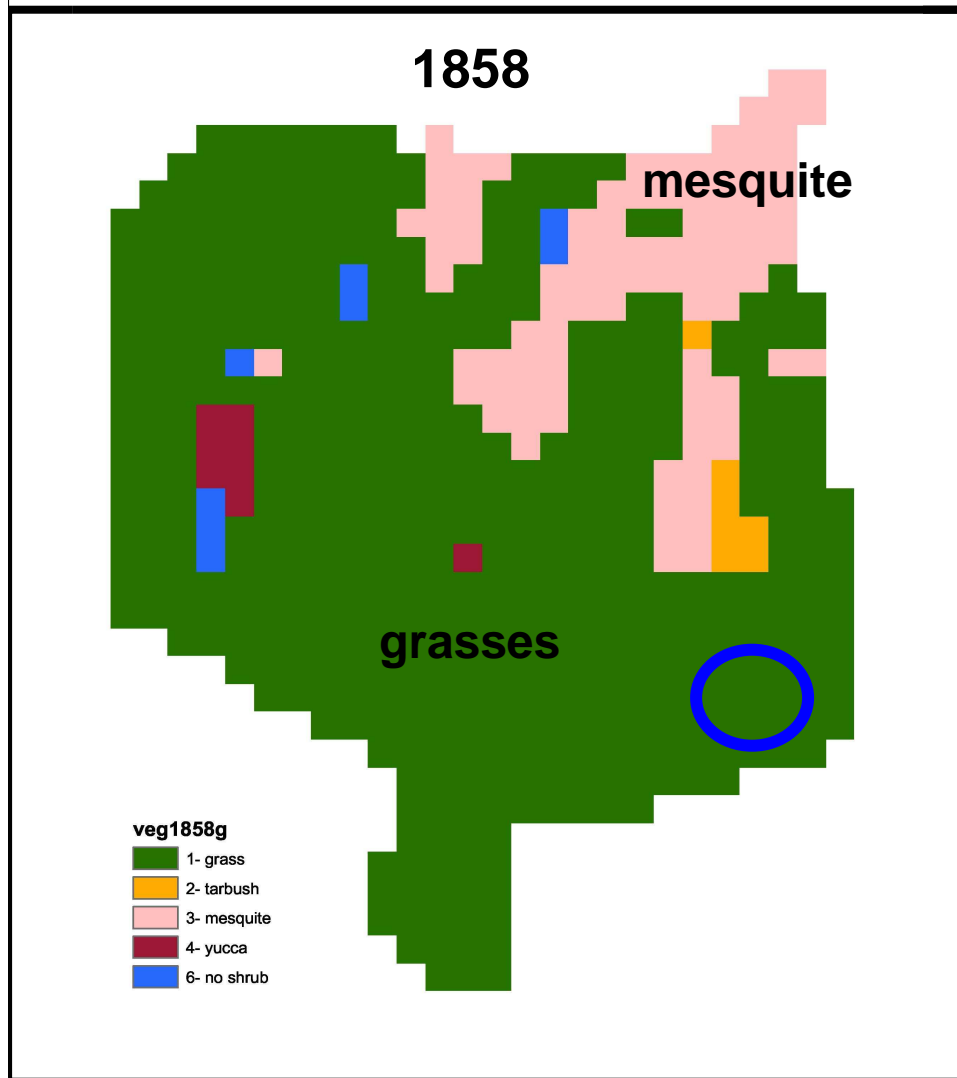 1858
mesquite
grasses
veg1858g
1- grass
2- tarbush
3- mesquite
4- yucca
6- no shrub